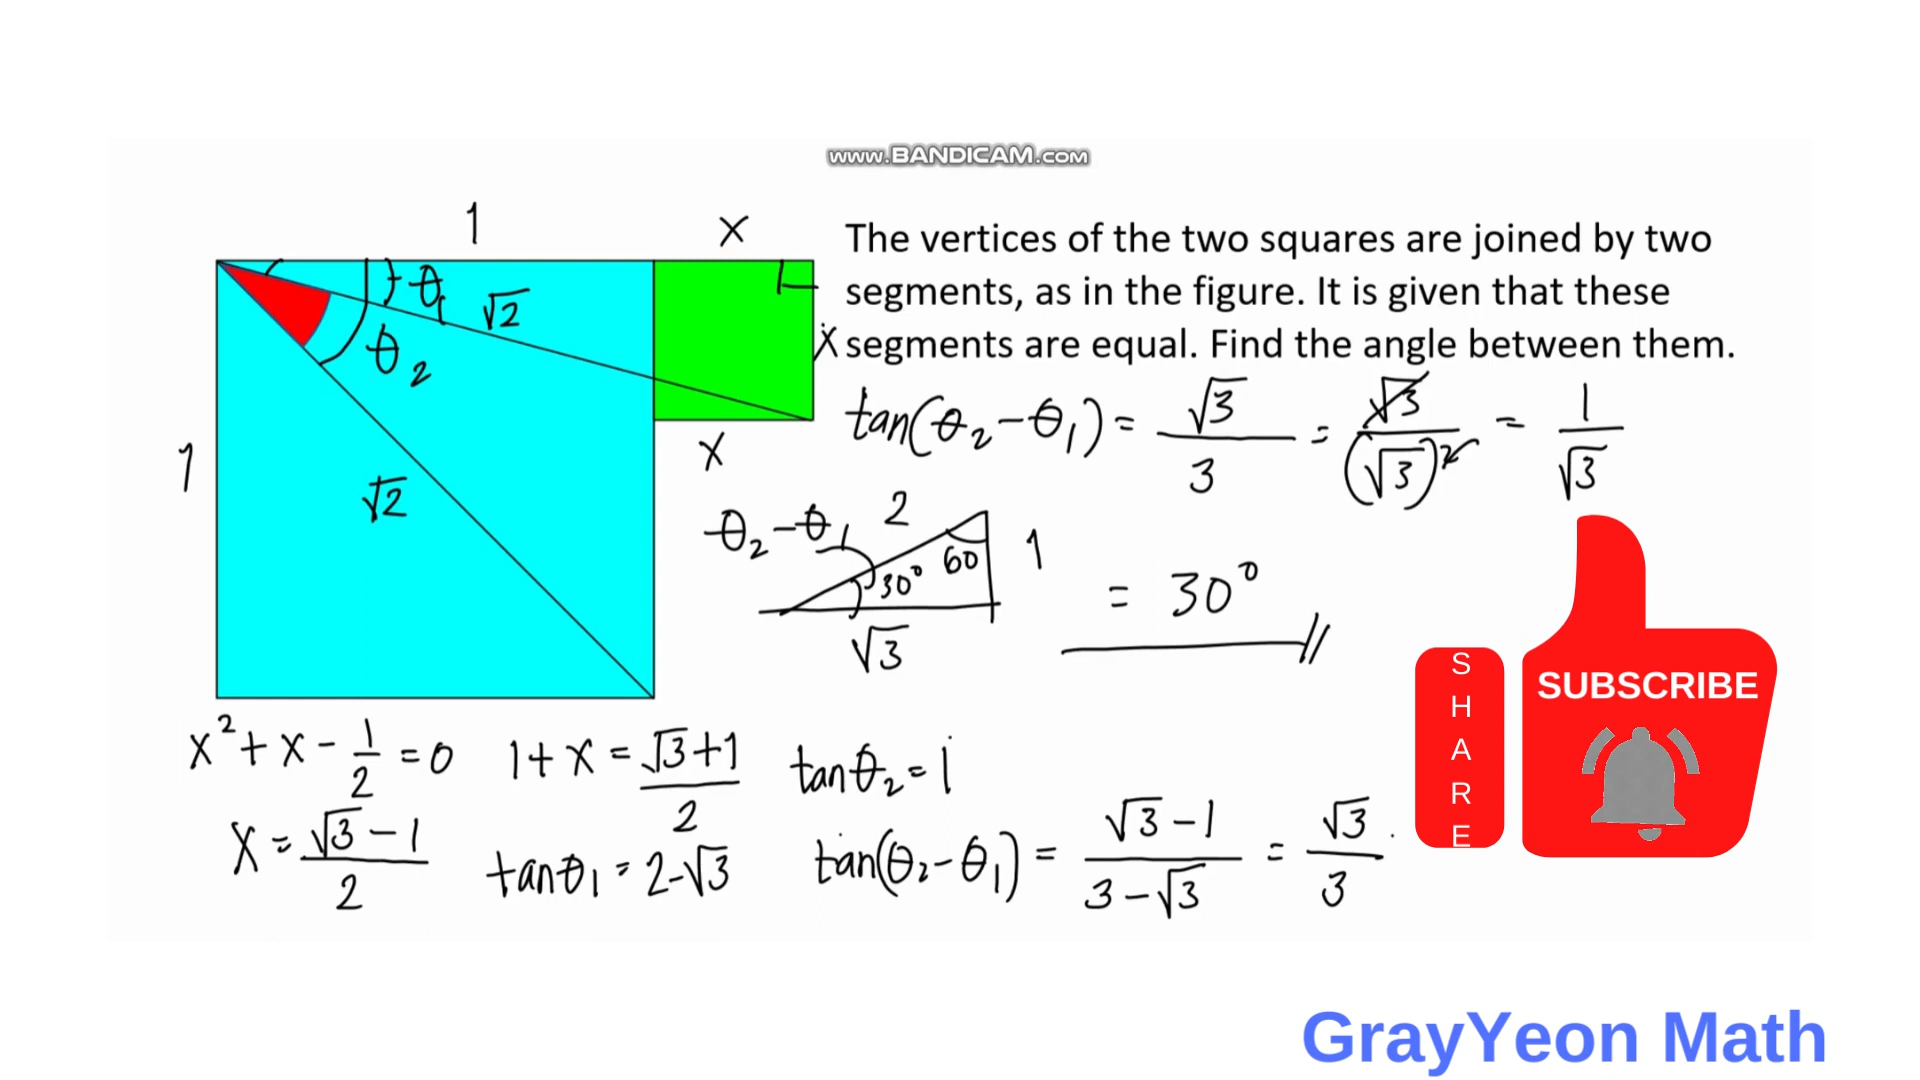 www.BANDICAM.com
1
x
The vertices of the two squares are joined by two
segments, as in the figure. It is given that these
segments are equal. Find the angle between them.
θ₁
√2
θ₂
x
x
1
√2
tan(θ₂-θ₁) = √3/3 = √3/(√3)² = 1/√3
θ₂-θ₁
2
30°
60
1
√3
= 30°
x² + x - 1/2 = 0
x = (√3-1)/2
1+x = (√3+1)/2
tanθ₁ = 2-√3
tanθ₂ = 1
tan(θ₂-θ₁) = (√3-1)/(3-√3) = √3/3
SHARE
SUBSCRIBE
GrayYeon Math